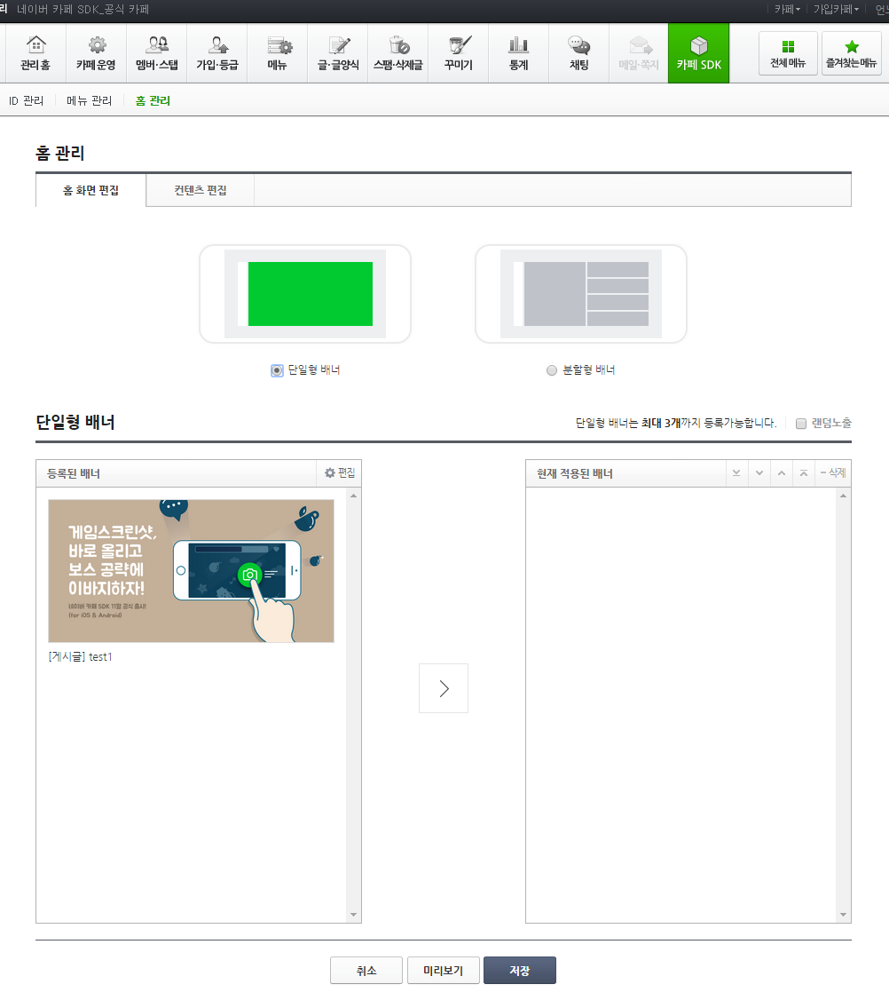 리 네이버 카페 SDK_공식 카페 카페 가입카페 언노
관리 홈 카페 운영 멤버·스탭 가입·등급 메뉴 글·글양식 스팸·삭제글 꾸미기 통계 채팅 메일·쪽지 카페 SDK 전체 메뉴 즐겨찾는 메뉴
ID 관리 메뉴 관리 홈 관리
홈 관리
홈 화면 편집 컨텐츠 편집
단일형 배너 분할형 배너
단일형 배너 단일형 배너는 최대 3개까지 등록가능합니다. 랜덤노출
등록된 배너 편집 현재 적용된 배너 삭제
게임스크린샷,
바로 올리고
보스 공략에
이바지하자!
네이버 카페 SDK 11월 공식 출시!
(for iOS & Android)
[게시글] test1
취소 미리보기 저장